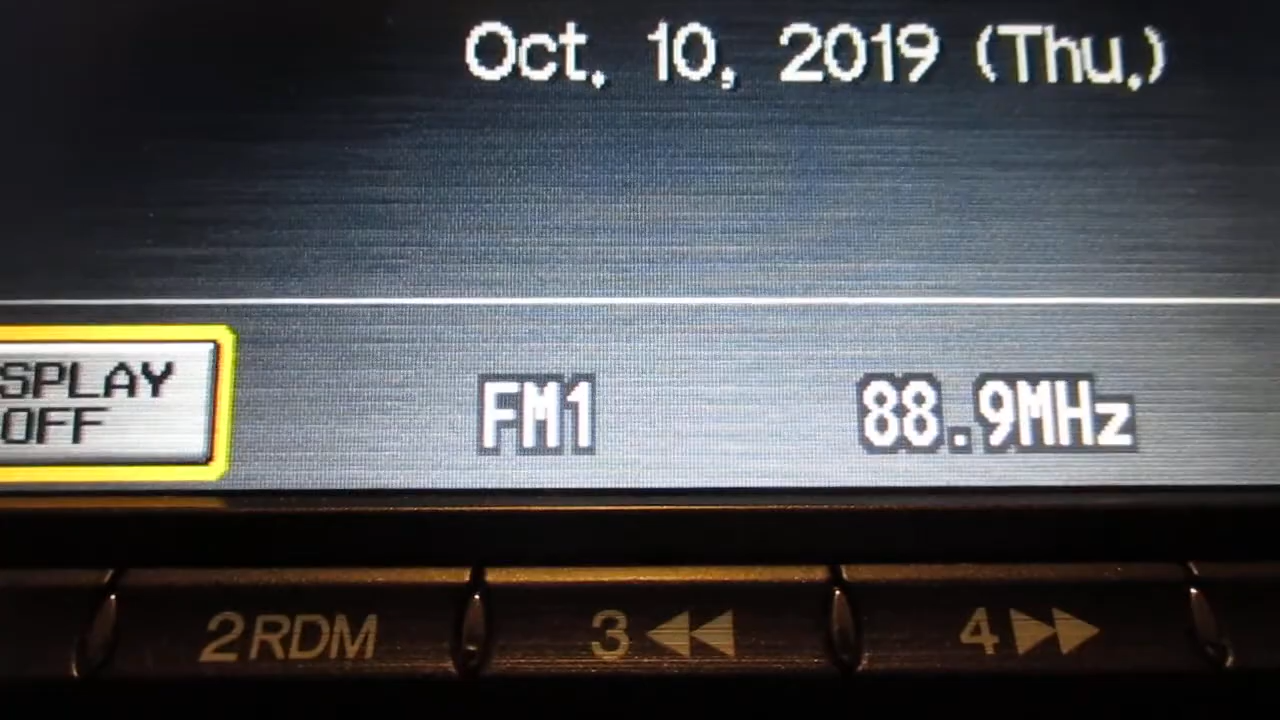 Oct. 10, 2019 (Thu.)
SPLAY
OFF
FM1
88.9MHz
2RDM
3
4